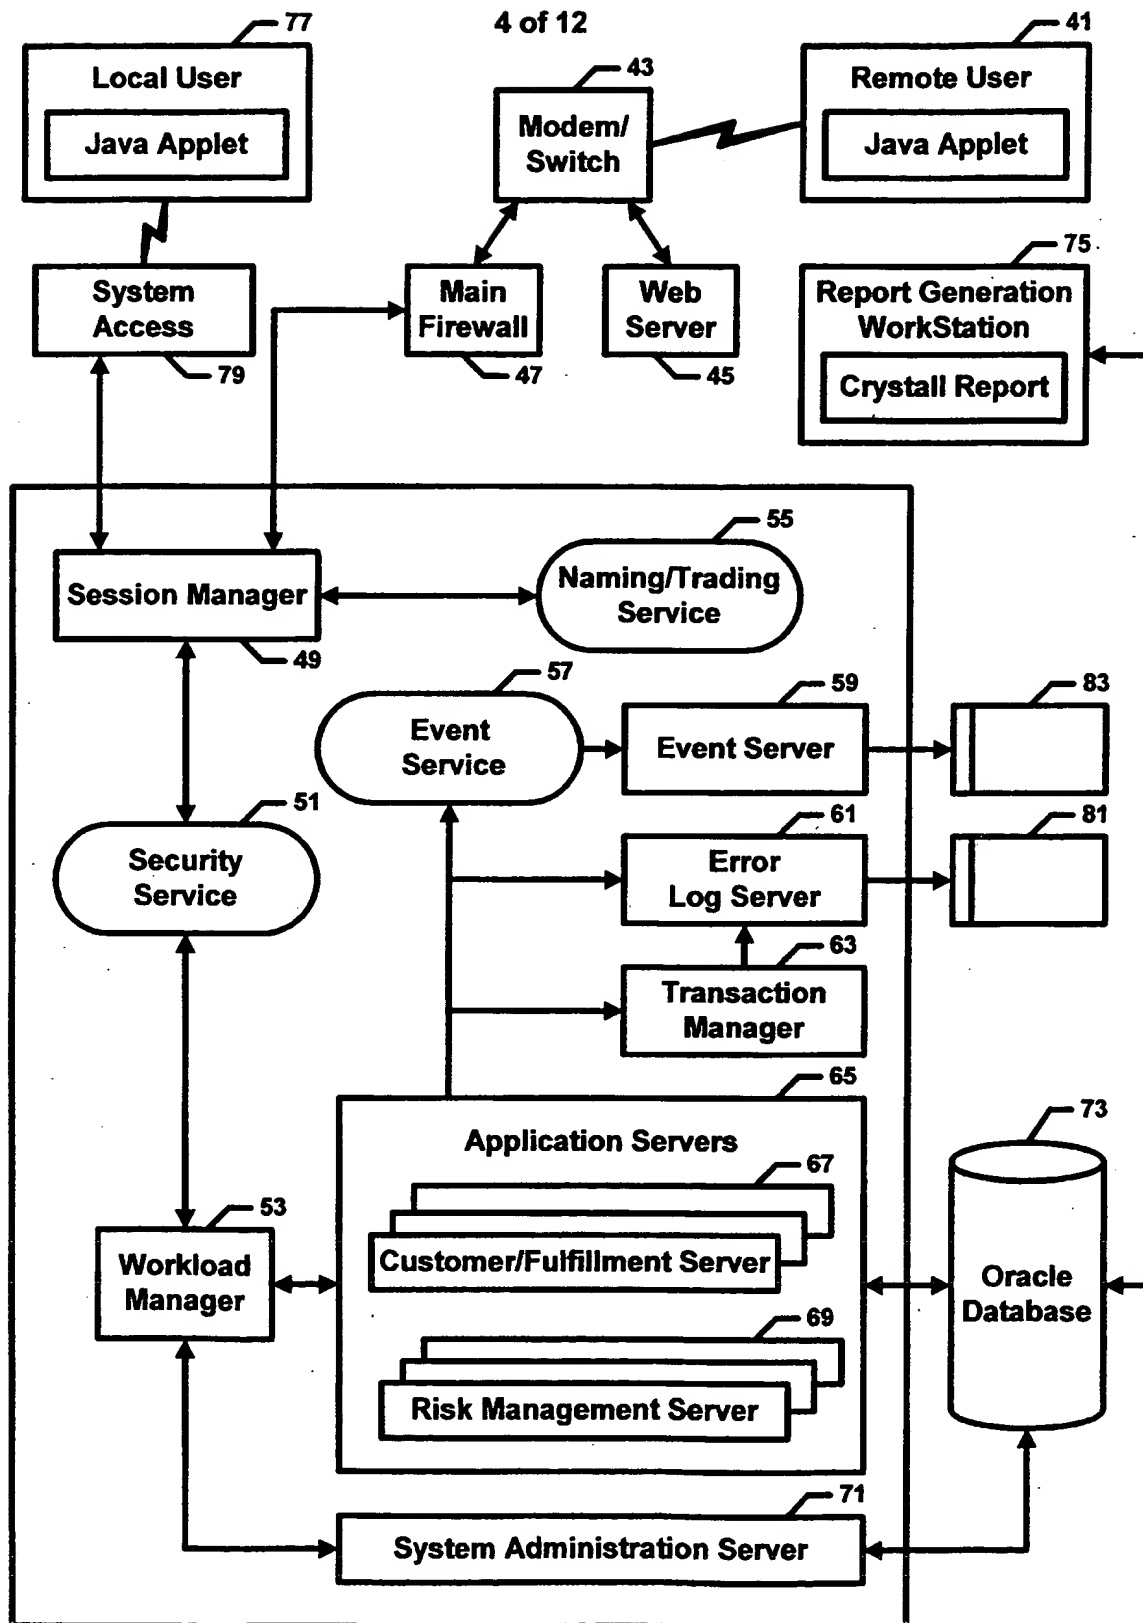 4 of 12
77
Local User
Java Applet
43
Modem/
Switch
41
Remote User
Java Applet
System
Access
79
Main
Firewall
47
Web
Server
45
75
Report Generation
WorkStation
Crystall Report
55
Naming/Trading
Service
Session Manager
49
57
Event
Service
59
Event Server
83
51
Security
Service
61
Error
Log Server
81
63
Transaction
Manager
65
Application Servers
67
Customer/Fulfillment Server
69
Risk Management Server
53
Workload
Manager
73
Oracle
Database
71
System Administration Server